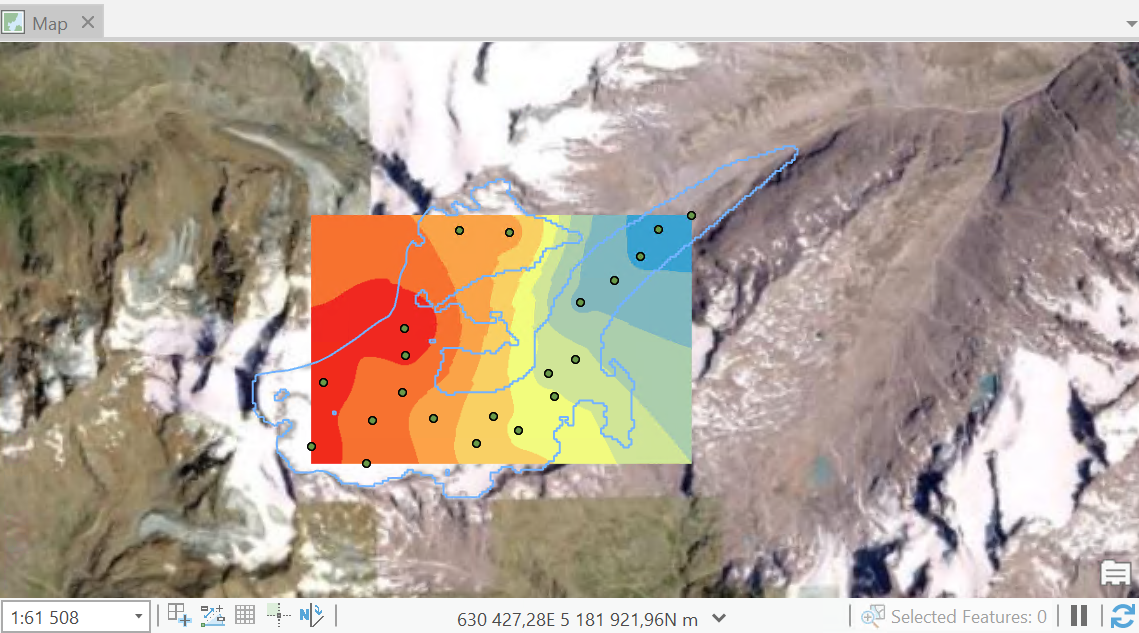 Map
1:61 508
N
630 427,28E 5 181 921,96N m
Selected Features: 0